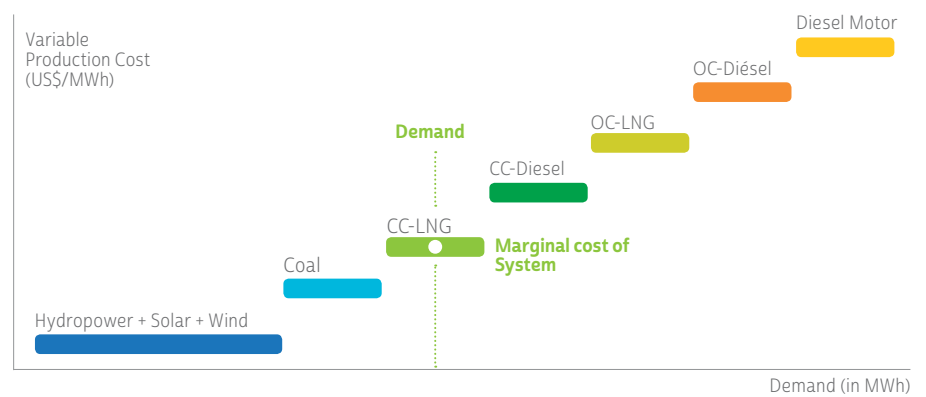 Diesel Motor
Variable
Production Cost
(US$/MWh)
OC-Diésel
OC-LNG
Demand
CC-Diesel
CC-LNG
Marginal cost of
System
Coal
Hydropower + Solar + Wind
Demand (in MWh)